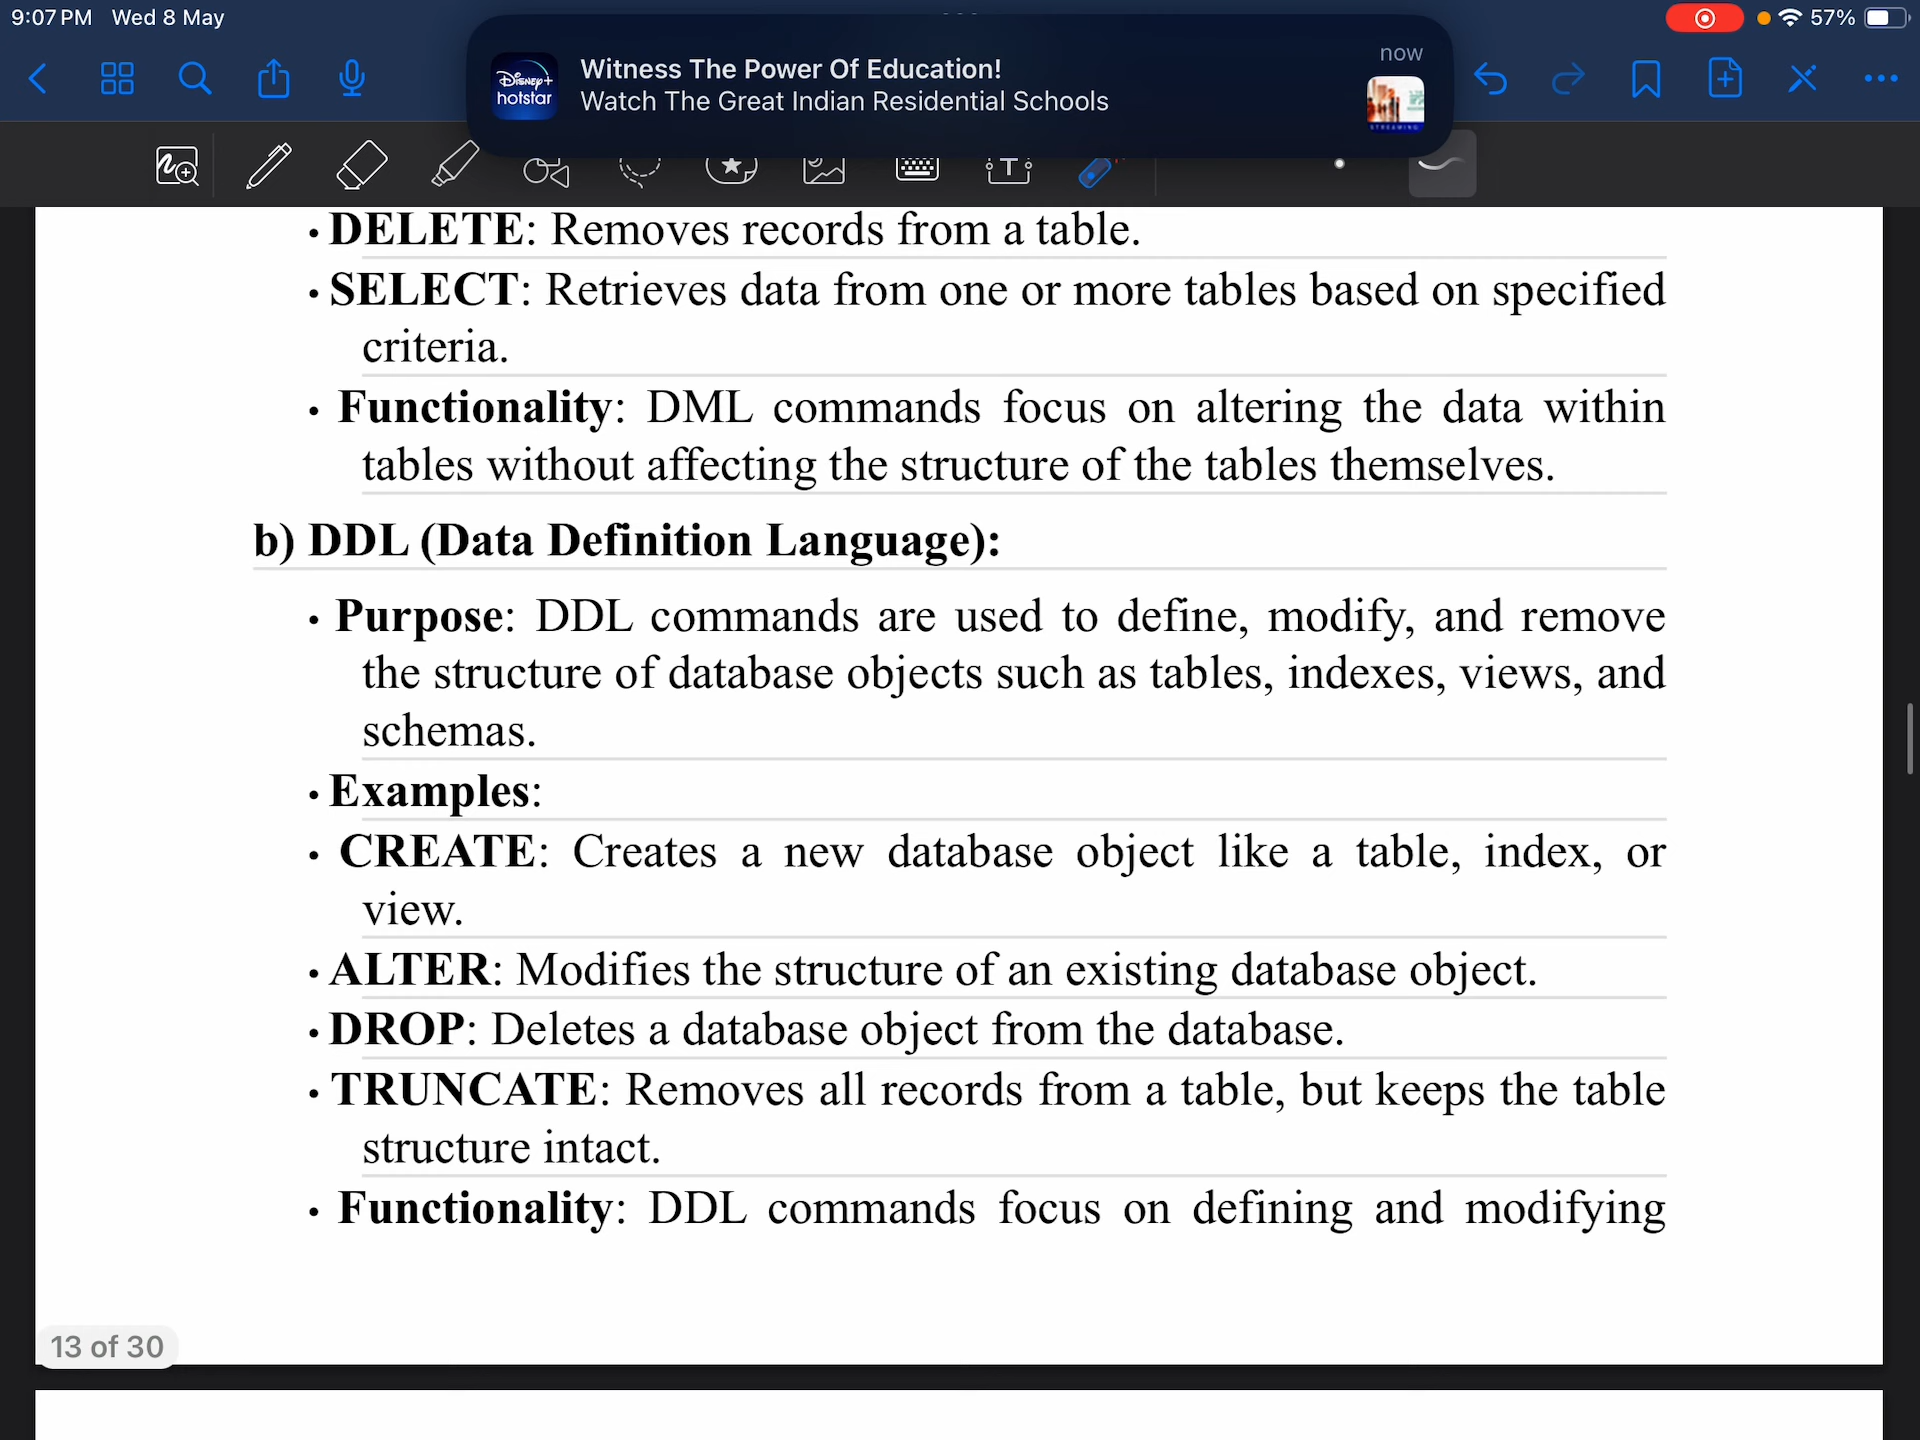 9:07 PM Wed 8 May
57%
Disney+
hotstar
Witness The Power Of Education!
Watch The Great Indian Residential Schools
now
STREAMING
T
• DELETE: Removes records from a table.
• SELECT: Retrieves data from one or more tables based on specified
criteria.
• Functionality: DML commands focus on altering the data within
tables without affecting the structure of the tables themselves.
b) DDL (Data Definition Language):
• Purpose: DDL commands are used to define, modify, and remove
the structure of database objects such as tables, indexes, views, and
schemas.
• Examples:
• CREATE: Creates a new database object like a table, index, or
view.
• ALTER: Modifies the structure of an existing database object.
• DROP: Deletes a database object from the database.
• TRUNCATE: Removes all records from a table, but keeps the table
structure intact.
• Functionality: DDL commands focus on defining and modifying
13 of 30